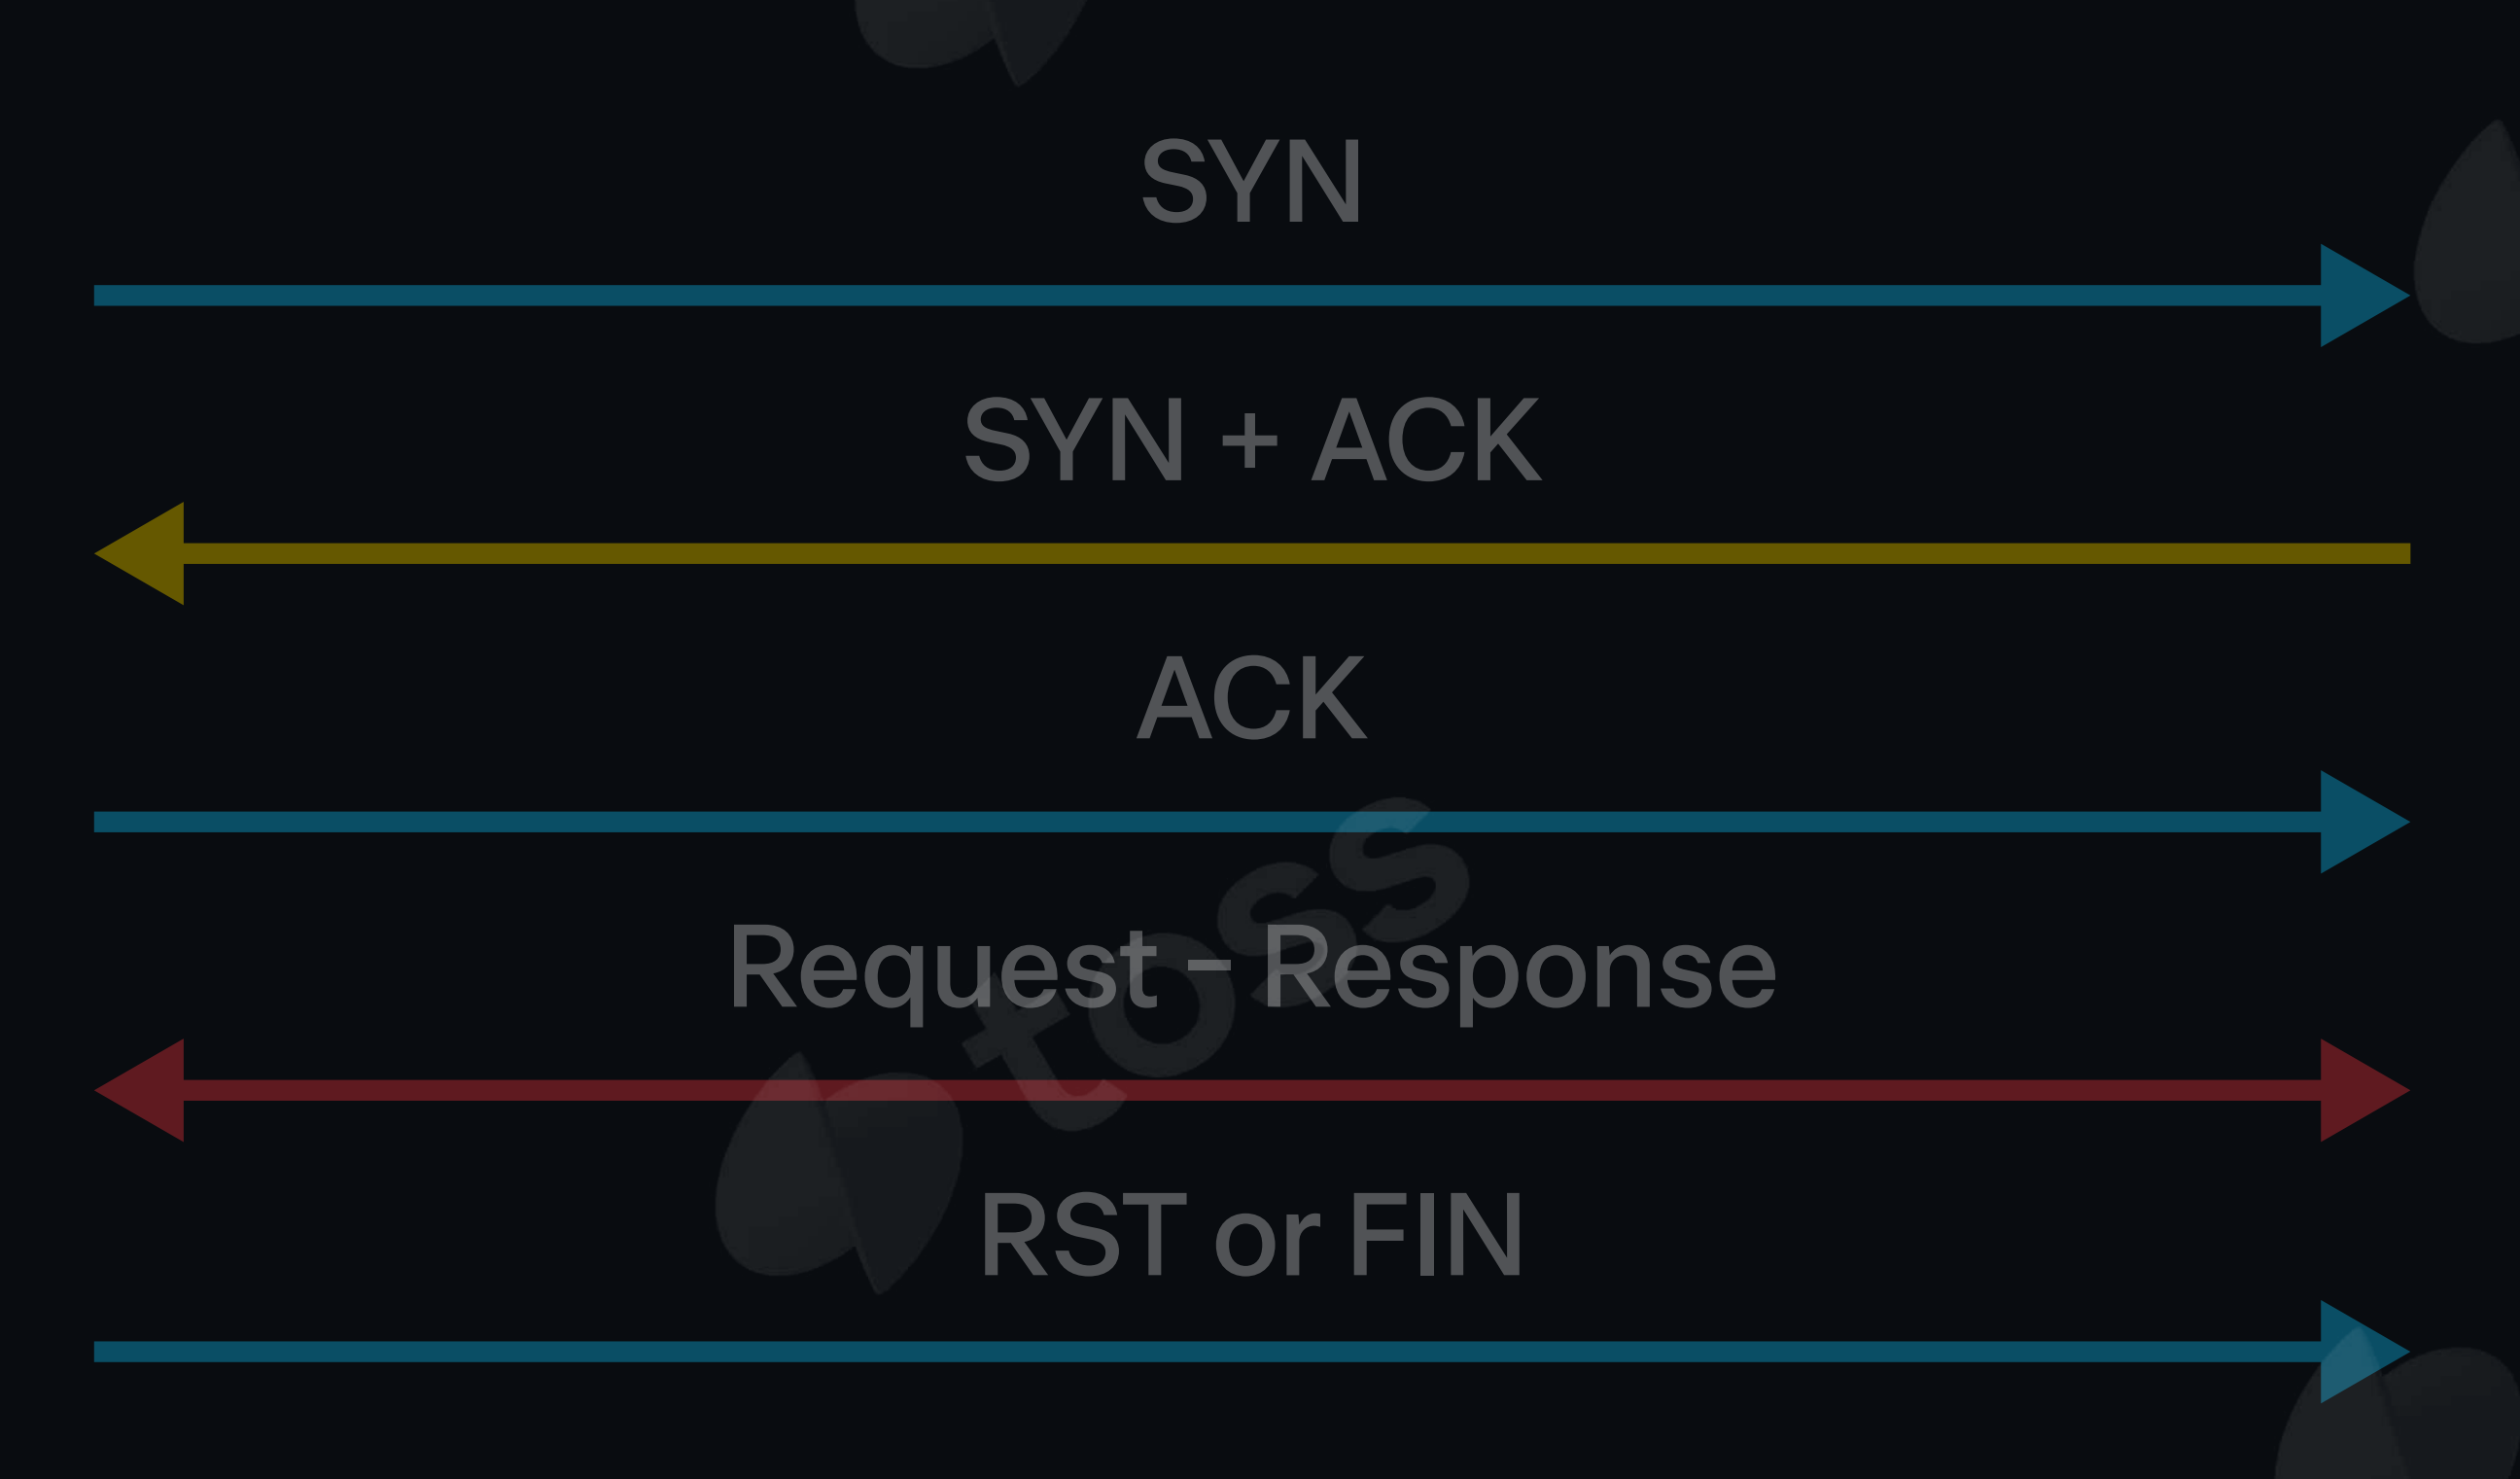 SYN
SYN + ACK
ACK
toss
Request - Response
RST or FIN